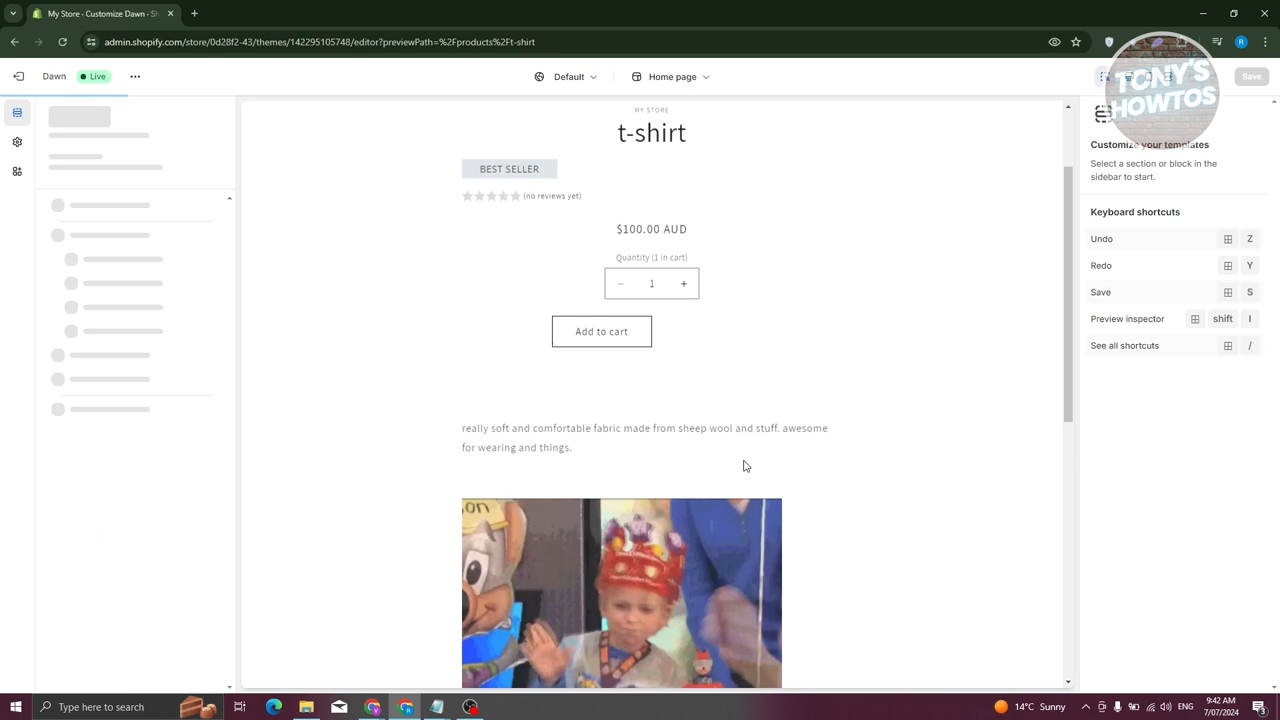 My Store · Customize Dawn ·
admin.shopify.com/store/0d28f2-43/themes/142295105748/editor?previewPath=%2Fproducts%2Ft-shirt
R
Dawn
Live
Default
Home page
Save
TONY'S
HOWTOS
MY STORE
t-shirt
BEST SELLER
(no reviews yet)
$100.00 AUD
Quantity (1 in cart)
1
Add to cart
really soft and comfortable fabric made from sheep wool and stuff. awesome
for wearing and things.
Customize your templates
Select a section or block in the
sidebar to start.
Keyboard shortcuts
Undo Z
Redo Y
Save S
Preview inspector shift I
See all shortcuts /
Type here to search
14°C Sunny
ENG
9:42 AM
7/07/2024